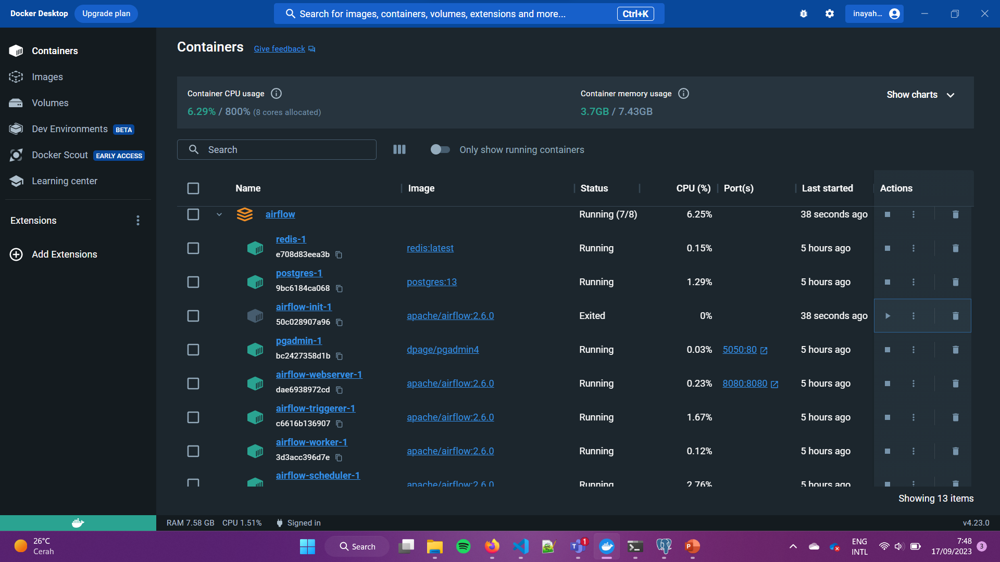 Docker Desktop Upgrade plan Search for images, containers, volumes, extensions and more... Ctrl+K inayah...
Containers
Images
Volumes
Dev Environments BETA
Docker Scout EARLY ACCESS
Learning center
Extensions
Add Extensions
Containers Give feedback
Container CPU usage
6.29% / 800% (8 cores allocated)
Container memory usage
3.7GB / 7.43GB
Show charts
Search Only show running containers
Name Image Status CPU (%) Port(s) Last started Actions
airflow Running (7/8) 6.25% 38 seconds ago
redis-1
e708d83eea3b
redis:latest Running 0.15% 5 hours ago
postgres-1
9bc6184ca068
postgres:13 Running 1.29% 5 hours ago
airflow-init-1
50c028907a96
apache/airflow:2.6.0 Exited 0% 38 seconds ago
pgadmin-1
bc2427358d1b
dpage/pgadmin4 Running 0.03% 5050:80 5 hours ago
airflow-webserver-1
dae6938972cd
apache/airflow:2.6.0 Running 0.23% 8080:8080 5 hours ago
airflow-triggerer-1
c6616b136907
apache/airflow:2.6.0 Running 1.67% 5 hours ago
airflow-worker-1
3d3acc396d7e
apache/airflow:2.6.0 Running 0.12% 5 hours ago
airflow-scheduler-1
apache/airflow:2.6.0 Running 2.76% 5 hours ago
Showing 13 items
RAM 7.58 GB CPU 1.51% Signed in v4.23.0
26°C
Cerah
Search
1
ENG
INTL
7:48
17/09/2023
3